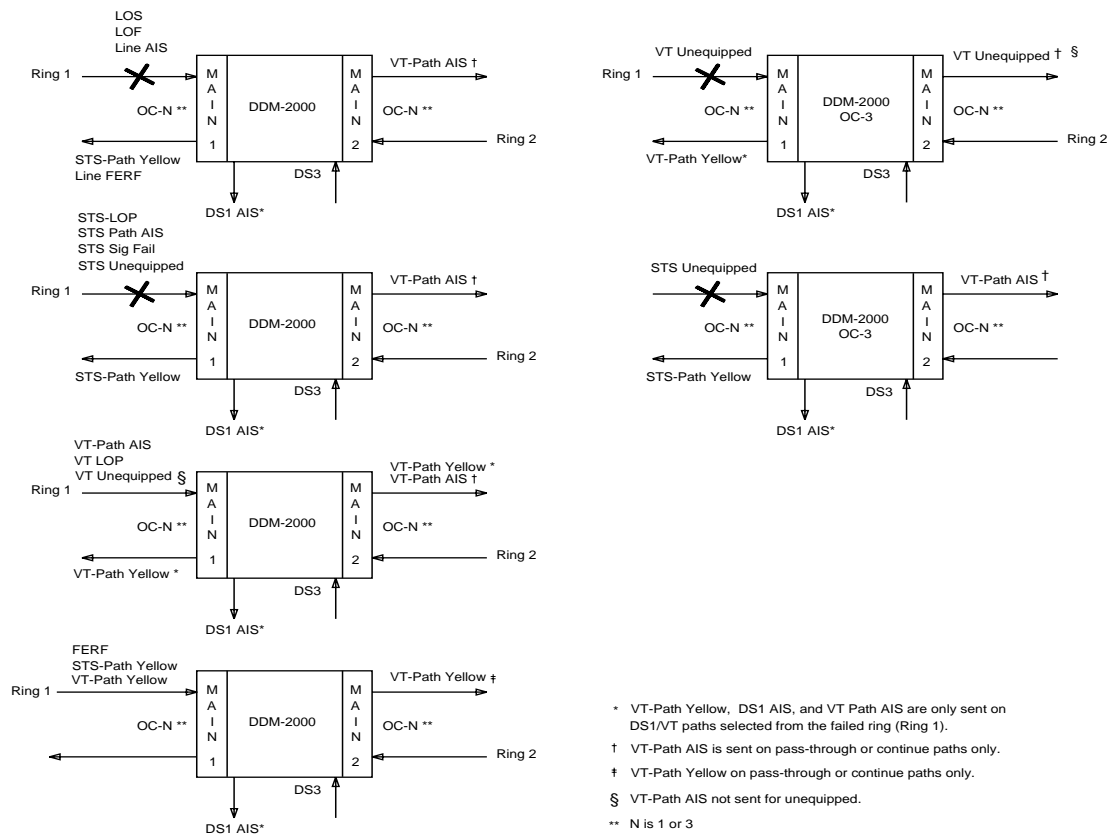 LOS
LOF
Line AIS
Ring 1
VT-Path AIS †
OC-N **
M
A
I
N
1
DDM-2000
M
A
I
N
2
OC-N **
Ring 2
STS-Path Yellow
Line FERF
DS3
DS1 AIS*
VT Unequipped
Ring 1
VT Unequipped † §
OC-N **
M
A
I
N
1
DDM-2000
OC-3
M
A
I
N
2
OC-N **
Ring 2
VT-Path Yellow*
DS3
DS1 AIS*
STS-LOP
STS Path AIS
STS Sig Fail
STS Unequipped
Ring 1
VT-Path AIS †
OC-N **
M
A
I
N
1
DDM-2000
M
A
I
N
2
OC-N **
Ring 2
STS-Path Yellow
DS3
DS1 AIS*
STS Unequipped
VT-Path AIS †
OC-N **
M
A
I
N
1
DDM-2000
OC-3
M
A
I
N
2
OC-N **
STS-Path Yellow
DS3
DS1 AIS*
VT-Path AIS
VT LOP
VT Unequipped §
Ring 1
VT-Path Yellow *
VT-Path AIS †
OC-N **
M
A
I
N
1
DDM-2000
M
A
I
N
2
OC-N **
Ring 2
VT-Path Yellow *
DS3
DS1 AIS*
FERF
STS-Path Yellow
VT-Path Yellow
Ring 1
VT-Path Yellow ‡
OC-N **
M
A
I
N
1
DDM-2000
M
A
I
N
2
OC-N **
Ring 2
DS3
DS1 AIS*
* VT-Path Yellow, DS1 AIS, and VT Path AIS are only sent on
DS1/VT paths selected from the failed ring (Ring 1).
† VT-Path AIS is sent on pass-through or continue paths only.
‡ VT-Path Yellow on pass-through or continue paths only.
§ VT-Path AIS not sent for unequipped.
** N is 1 or 3